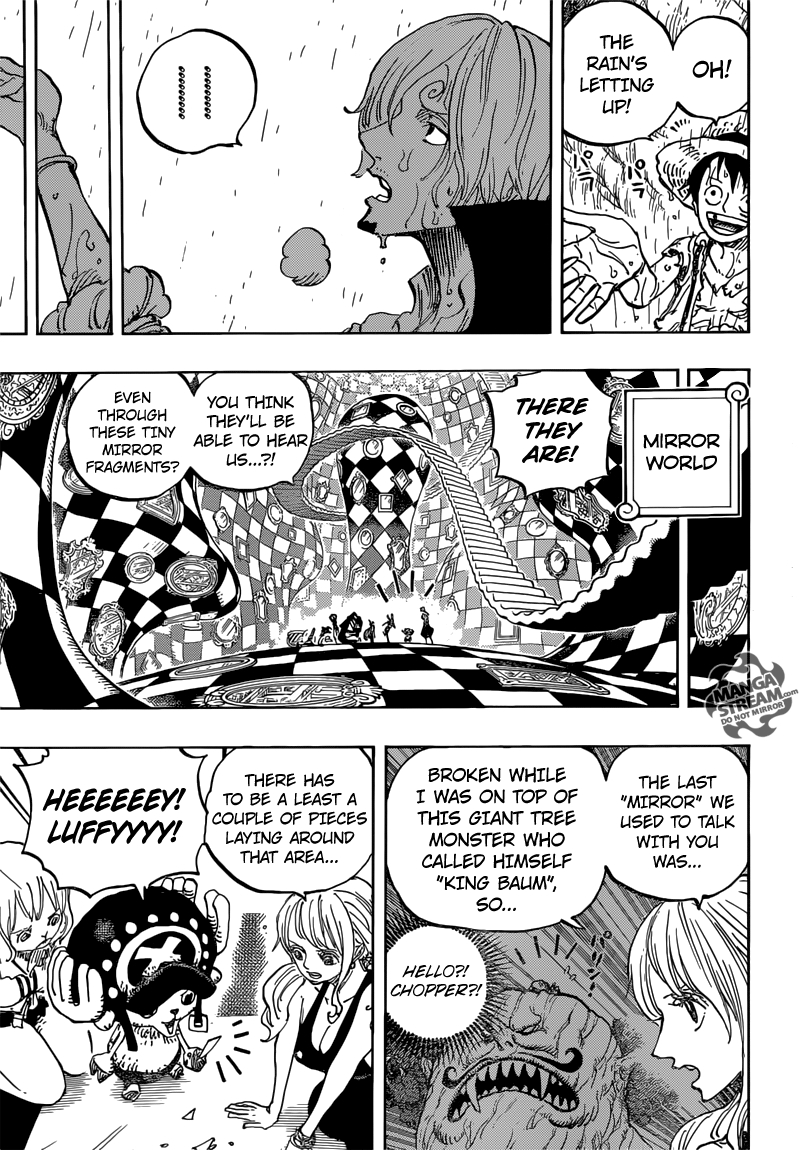 OH!
THE
RAIN'S
LETTING
UP!
パ
パ
!!!!!!!!!!
!!!!!!!!!!
MIRROR
WORLD
THERE
THEY
ARE!
YOU THINK
THEY'LL BE
ABLE TO HEAR
US...?!
EVEN
THROUGH
THESE TINY
MIRROR
FRAGMENTS?
MANGA
STREAM.com
DO NOT MIRROR
THE LAST
"MIRROR" WE
USED TO TALK
WITH YOU
WAS...
BROKEN WHILE
I WAS ON TOP OF
THIS GIANT TREE
MONSTER WHO
CALLED HIMSELF
"KING BAUM",
SO...
HELLO?!
CHOPPER?!
THERE HAS
TO BE A LEAST A
COUPLE OF PIECES
LAYING AROUND
THAT AREA...
HEEEEEEY!
LUFFYYYY!